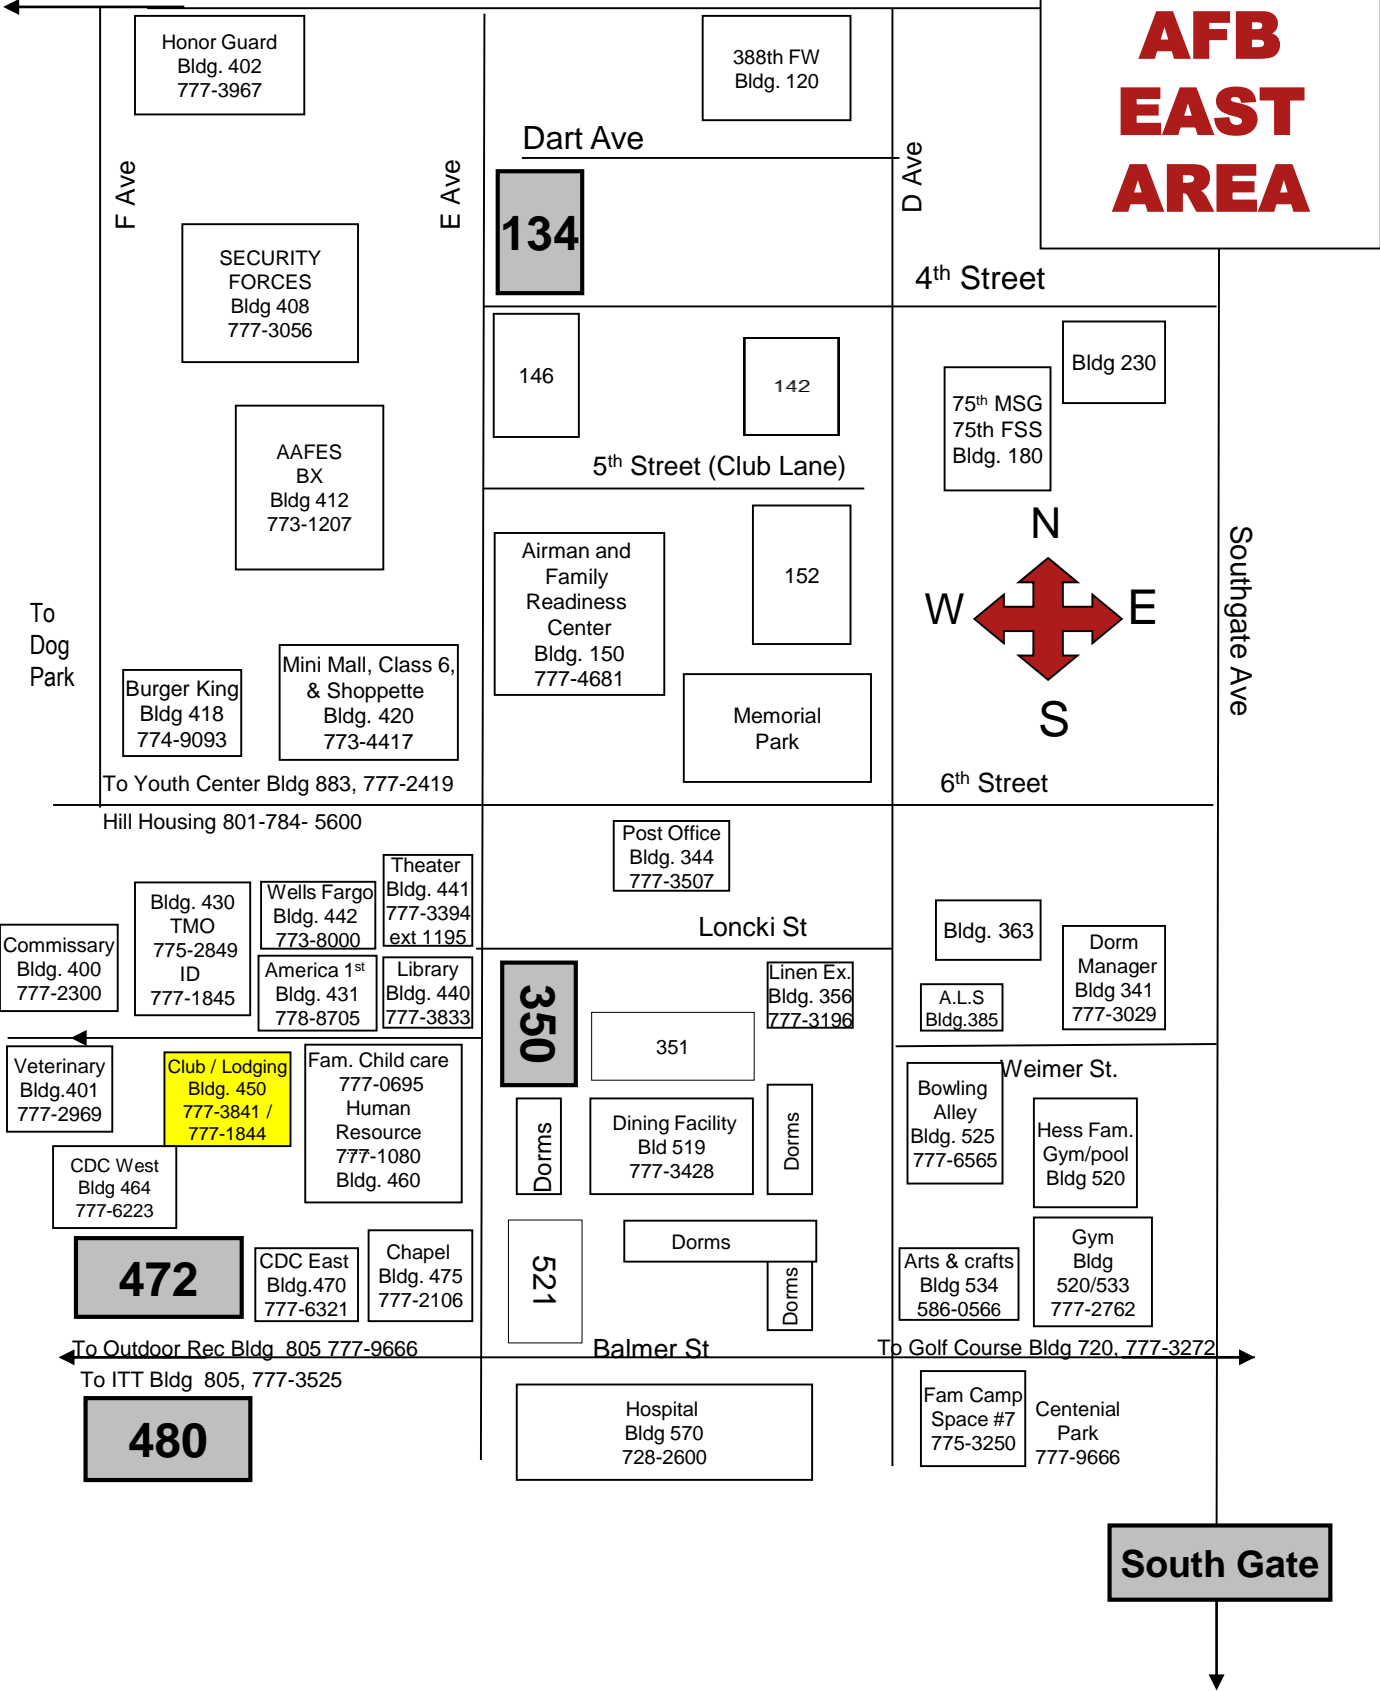 AFB
EAST
AREA
Honor Guard
Bldg. 402
777-3967
388th FW
Bldg. 120
Dart Ave
F Ave
E Ave
D Ave
134
SECURITY
FORCES
Bldg 408
777-3056
4th Street
146
142
Bldg 230
75th MSG
75th FSS
Bldg. 180
AAFES
BX
Bldg 412
773-1207
5th Street (Club Lane)
N
W
E
S
Southgate Ave
Airman and
Family
Readiness
Center
Bldg. 150
777-4681
152
To
Dog
Park
Burger King
Bldg 418
774-9093
Mini Mall, Class 6,
& Shoppette
Bldg. 420
773-4417
Memorial
Park
To Youth Center Bldg 883, 777-2419
6th Street
Hill Housing 801-784- 5600
Post Office
Bldg. 344
777-3507
Theater
Bldg. 441
777-3394
ext 1195
Wells Fargo
Bldg. 442
773-8000
Bldg. 430
TMO
775-2849
ID
777-1845
Commissary
Bldg. 400
777-2300
Loncki St
Bldg. 363
Dorm
Manager
Bldg 341
777-3029
America 1st
Bldg. 431
778-8705
Library
Bldg. 440
777-3833
350
Linen Ex.
Bldg. 356
777-3196
A.L.S
Bldg.385
351
Weimer St.
Veterinary
Bldg.401
777-2969
Club / Lodging
Bldg. 450
777-3841 /
777-1844
Fam. Child care
777-0695
Human
Resource
777-1080
Bldg. 460
Dorms
Dining Facility
Bld 519
777-3428
Dorms
Bowling
Alley
Bldg. 525
777-6565
Hess Fam.
Gym/pool
Bldg 520
CDC West
Bldg 464
777-6223
472
CDC East
Bldg.470
777-6321
Chapel
Bldg. 475
777-2106
521
Dorms
Dorms
Arts & crafts
Bldg 534
586-0566
Gym
Bldg
520/533
777-2762
To Outdoor Rec Bldg 805 777-9666
Balmer St
To Golf Course Bldg 720, 777-3272
To ITT Bldg 805, 777-3525
480
Hospital
Bldg 570
728-2600
Fam Camp
Space #7
775-3250
Centenial
Park
777-9666
South Gate